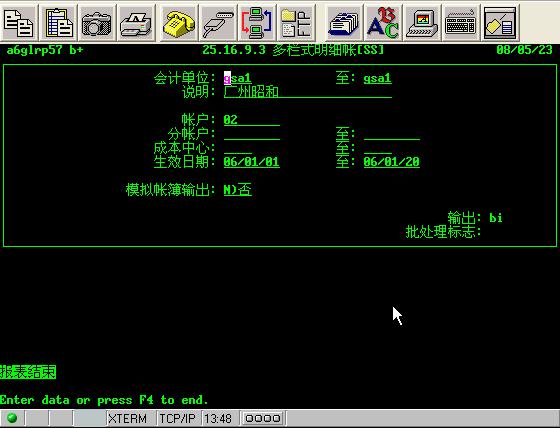 a6glrp57 b+ 25.16.9.3 多栏式明细帐[SS] 08/05/23
会计单位: gsa1 至: gsa1
说明: 广州昭和
帐户: 02
分帐户: 至:
成本中心: 至:
生效日期: 06/01/01 至: 06/01/20
模拟帐簿输出: N)否
输出: bi
批处理标志:
报表结束
Enter data or press F4 to end.
XTERM TCP/IP 13:48